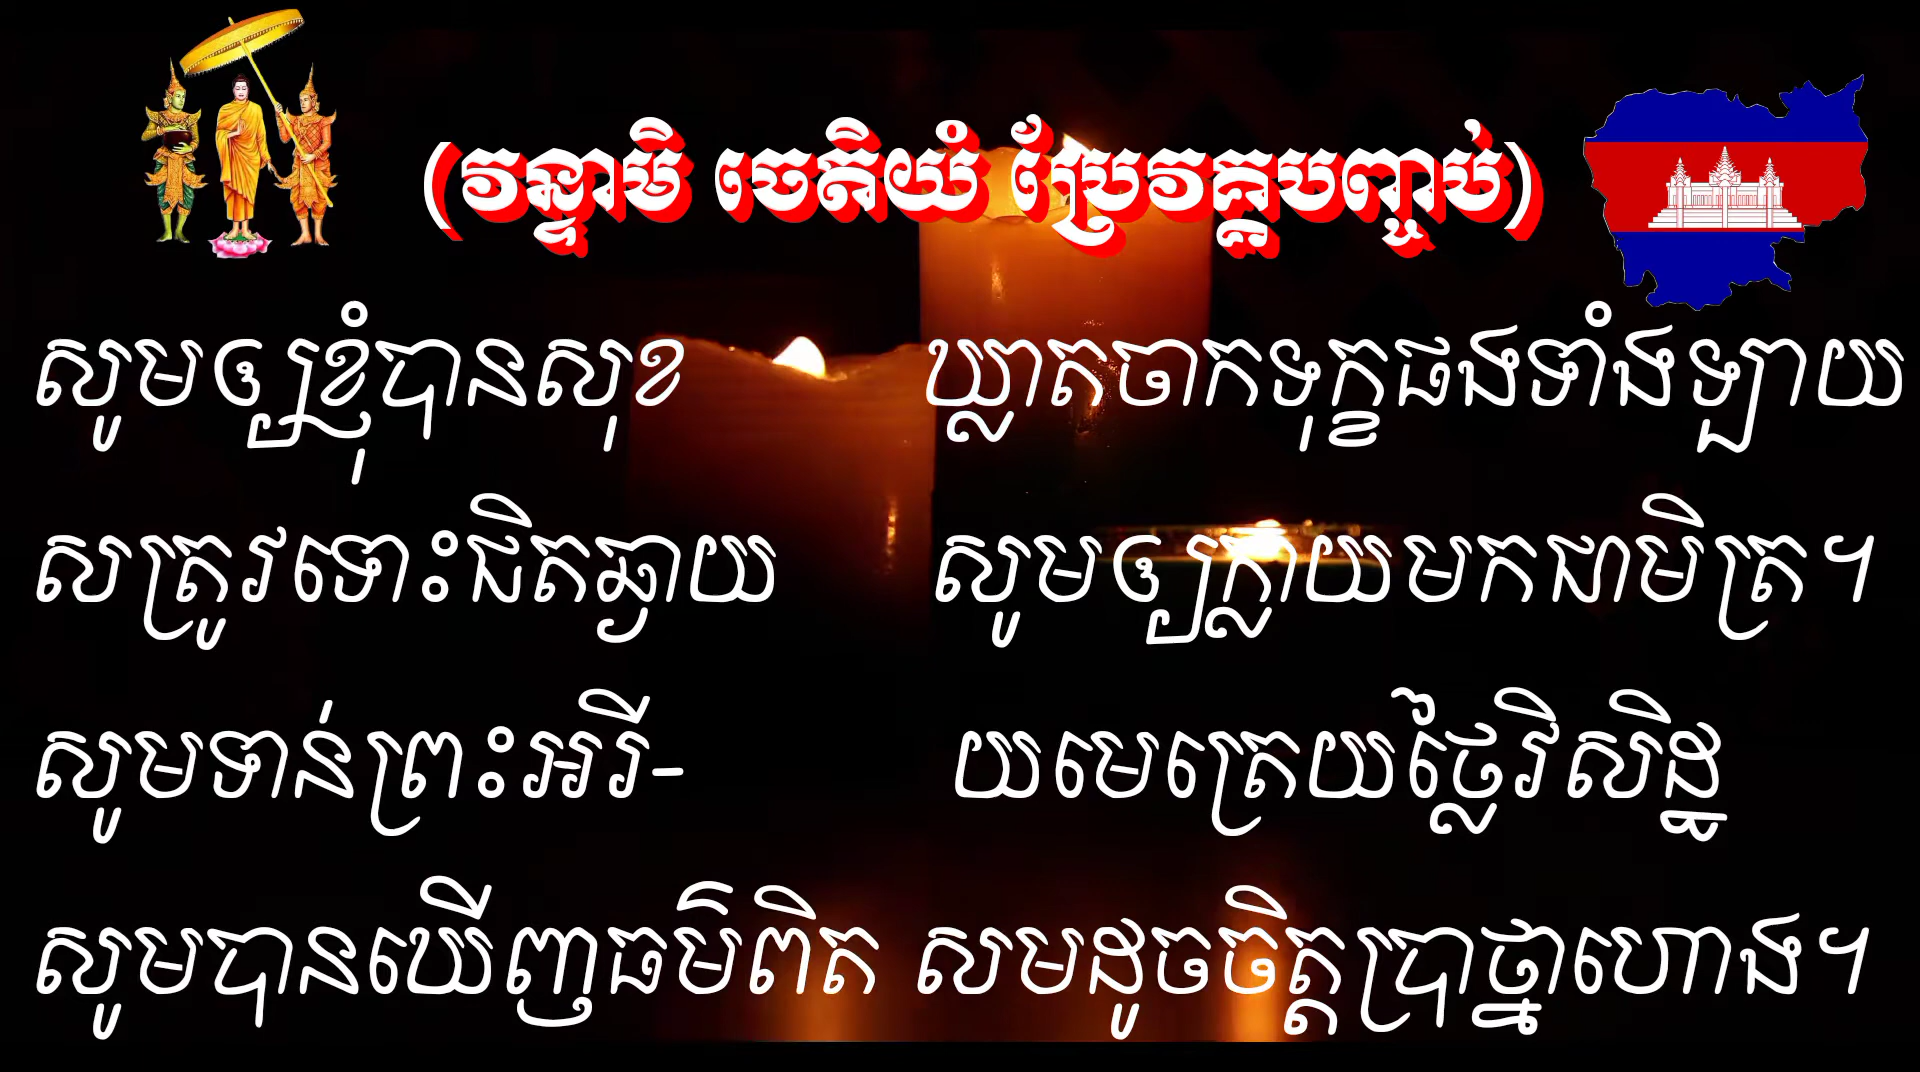 (វន្ទាមិ ចេតិយំ ប្រែវគ្គបញ្ចប់)
សូមឲ្យខ្ញុំបានសុខ ឃ្លាតចាកទុក្ខផងទាំងឡាយ
សត្រូវទោះជិតឆ្ងាយ សូមឲ្យក្លាយមកជាមិត្រ។
សូមទាន់ព្រះអរី- យមេត្រេយថ្លៃវិសិដ្ឋ
សូមបានឃើញធម៌ពិត សមដូចចិត្តប្រាថ្នាហោង។